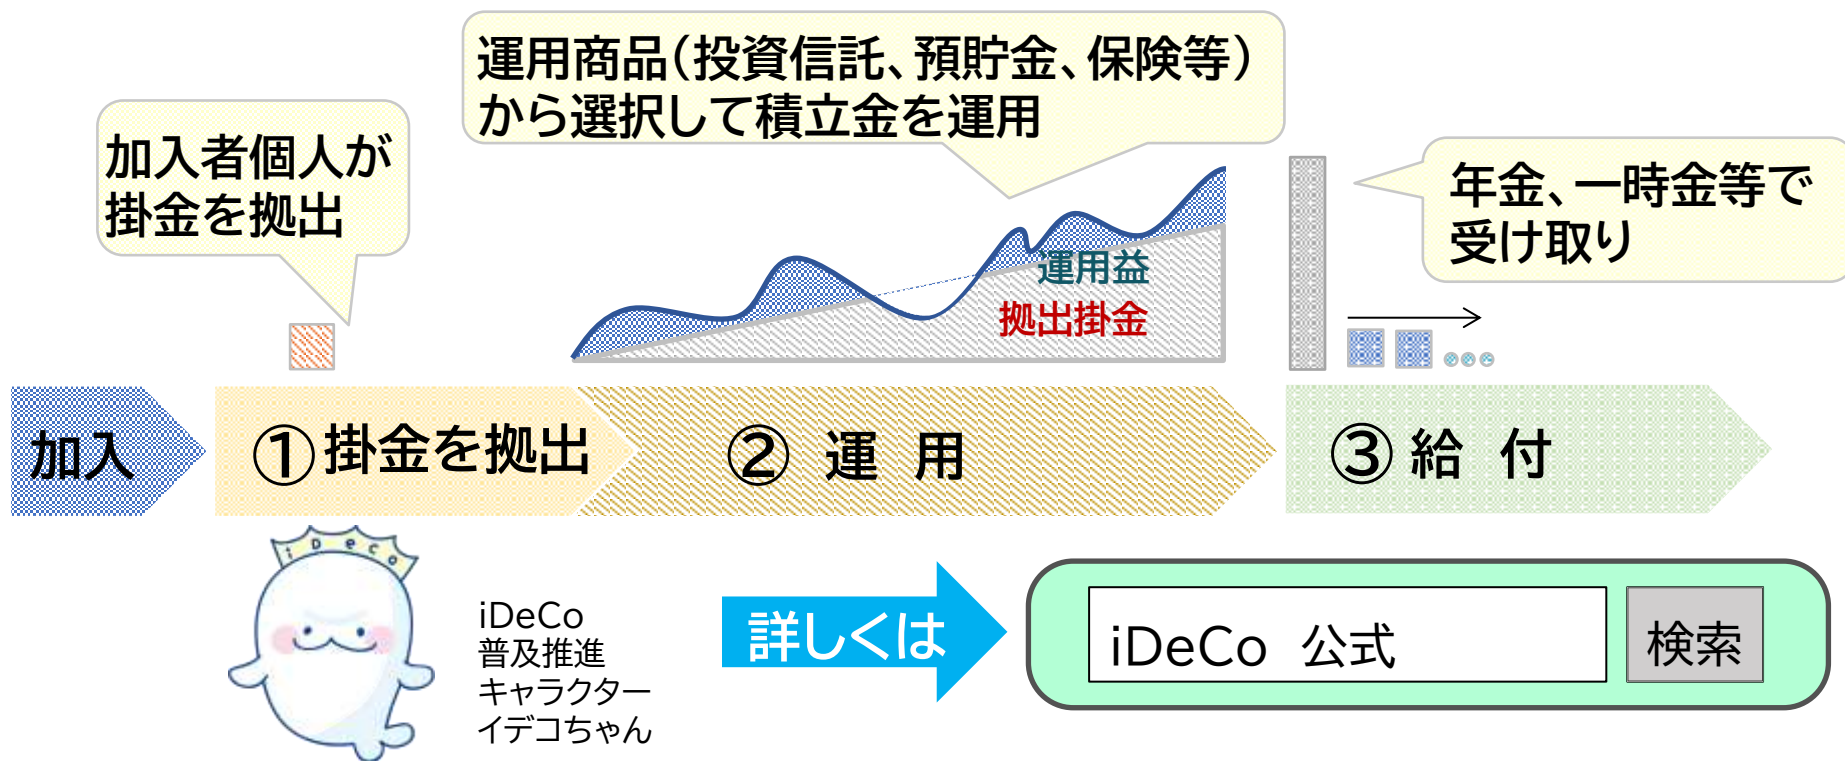 運用商品(投資信託、預貯金、保険等)
から選択して積立金を運用
加入者個人が
掛金を拠出
年金、一時金等で
受け取り
運用益
拠出掛金
加入
①掛金を拠出
② 運 用
③ 給 付
iDeCo
iDeCo
普及推進
キャラクター
イデコちゃん
詳しくは
iDeCo 公式
検索